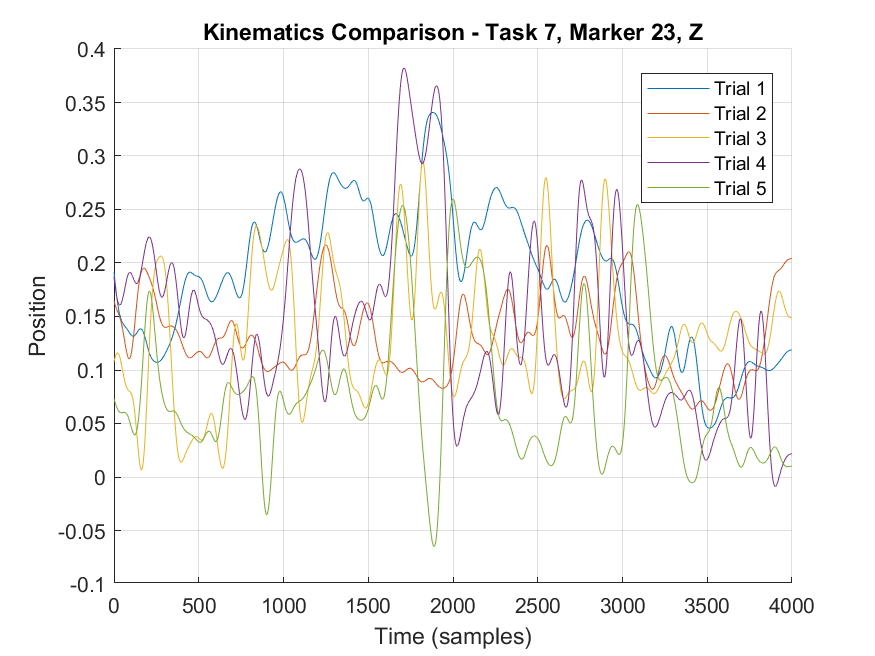 Kinematics Comparison - Task 7, Marker 23, Z
0.4
0.35
0.3
0.25
0.2
0.15
0.1
0.05
0
-0.05
-0.1
Position
Trial 1
Trial 2
Trial 3
Trial 4
Trial 5
0 500 1000 1500 2000 2500 3000 3500 4000
Time (samples)